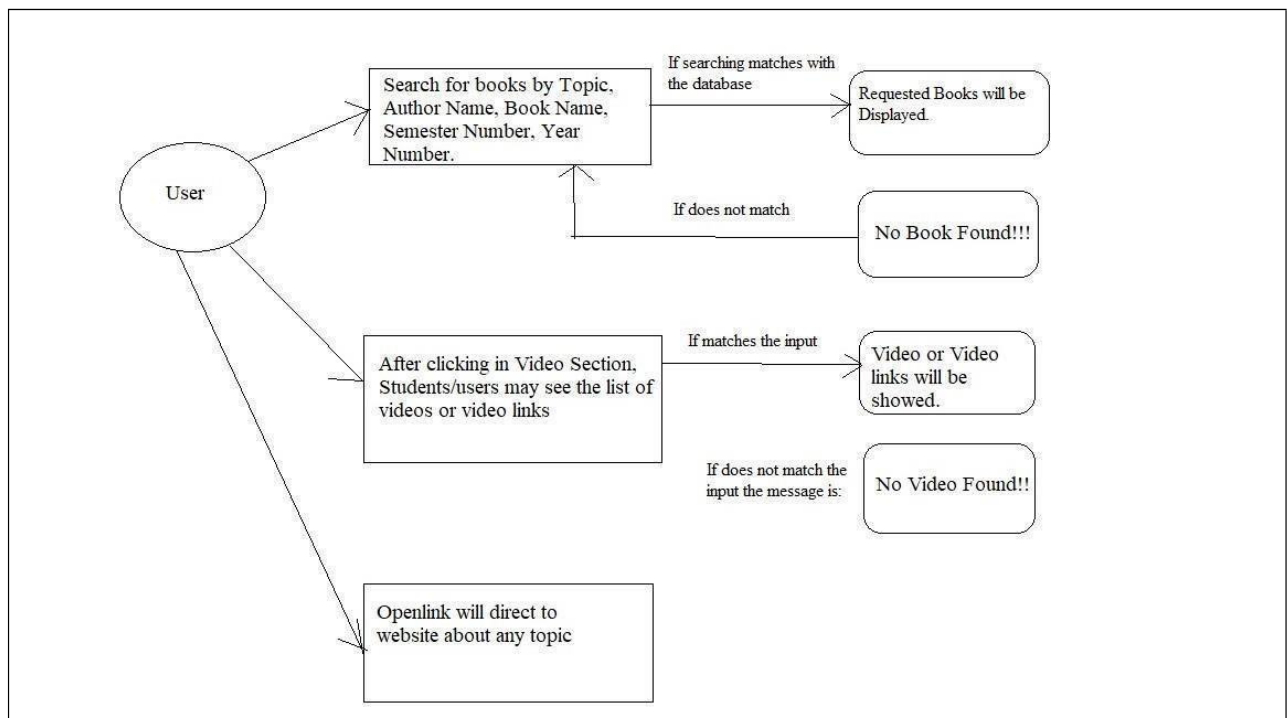 User
Search for books by Topic,
Author Name, Book Name,
Semester Number, Year
Number.
If searching matches with
the database
Requested Books will be
Displayed.
If does not match
No Book Found!!!
After clicking in Video Section,
Students/users may see the list of
videos or video links
If matches the input
Video or Video
links will be
showed.
If does not match the
input the message is:
No Video Found!!
Openlink will direct to
website about any topic